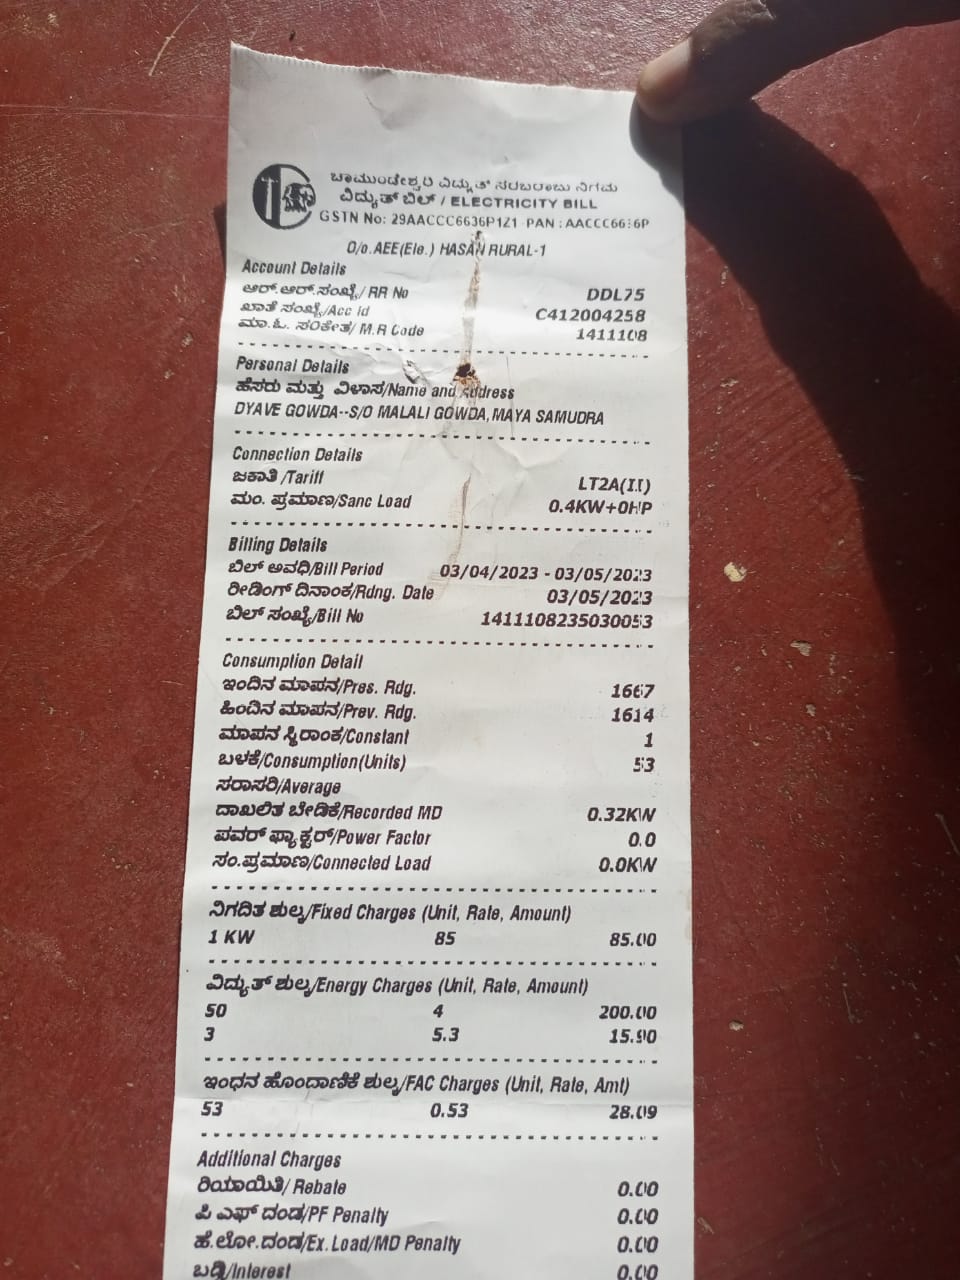 ಚಾಮುಂಡೇಶ್ವರಿ ವಿದ್ಯುತ್ ಸರಬರಾಜು ನಿಗಮ
ವಿದ್ಯುತ್ ಬಿಲ್ / ELECTRICITY BILL
GSTN No: 29AACCC6636P1Z1 PAN : AACCC6636P
O/o. AEE(Ele.) HASAN RURAL-1
Account Details
ಆರ್.ಆರ್.ಸಂಖ್ಯೆ/ RR No DDL75
ಖಾತೆ ಸಂಖ್ಯೆ/Acc id C412004258
ಮಾ.ಓ. ಸಂಕೇತ/ M.R Code 1411108
Personal Details
ಹೆಸರು ಮತ್ತು ವಿಳಾಸ/Name and Address
DYAVE GOWDA--S/O MALALI GOWDA, MAYA SAMUDRA
Connection Details
ಜಕಾತಿ /Tariff LT2A(II)
ಮಂ. ಪ್ರಮಾಣ/Sanc Load 0.4KW+0HP
Billing Details
ಬಿಲ್ ಅವಧಿ/Bill Period 03/04/2023 - 03/05/2023
ರೀಡಿಂಗ್ ದಿನಾಂಕ/Rdng. Date 03/05/2023
ಬಿಲ್ ಸಂಖ್ಯೆ/Bill No 1411108235030053
Consumption Detail
ಇಂದಿನ ಮಾಪನ/Pres. Rdg. 1667
ಹಿಂದಿನ ಮಾಪನ/Prev. Rdg. 1614
ಮಾಪನ ಸ್ಥಿರಾಂಕ/Constant 1
ಬಳಕೆ/Consumption(Units) 53
ಸರಾಸರಿ/Average
ದಾಖಲಿತ ಬೇಡಿಕೆ/Recorded MD 0.32KW
ಪವರ್ ಫ್ಯಾಕ್ಟರ್/Power Factor 0.0
ಸಂ.ಪ್ರಮಾಣ/Connected Load 0.0KW
ನಿಗದಿತ ಶುಲ್ಕ/Fixed Charges (Unit, Rate, Amount)
1 KW 85 85.00
ವಿದ್ಯುತ್ ಶುಲ್ಕ/Energy Charges (Unit, Rate, Amount)
50 4 200.00
3 5.3 15.90
ಇಂಧನ ಹೊಂದಾಣಿಕೆ ಶುಲ್ಕ/FAC Charges (Unit, Rate, Amt)
53 0.53 28.09
Additional Charges
ರಿಯಾಯಿತಿ/ Rebate 0.00
ಪಿ ಎಫ್ ದಂಡ/PF Penalty 0.00
ಹೆ.ಲೋ.ದಂಡ/Ex. Load/MD Penalty 0.00
ಬಡ್ಡಿ/Interest 0.00